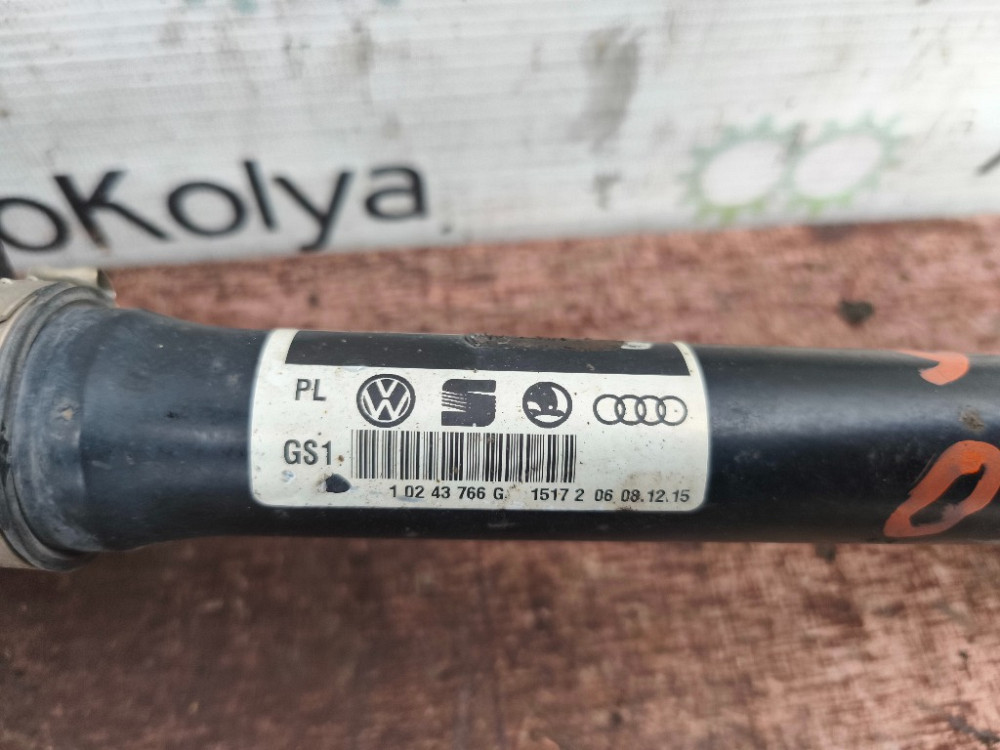 oKolya
PL
GS1
1 02 43 766 G 1517 2 06 08.12.15